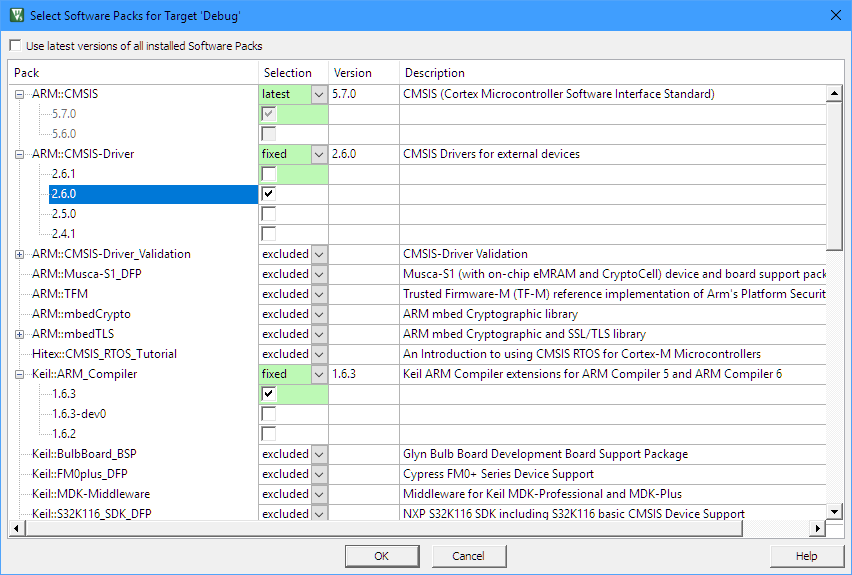 Select Software Packs for Target 'Debug'
Use latest versions of all installed Software Packs
Pack Selection Version Description
ARM::CMSIS latest 5.7.0 CMSIS (Cortex Microcontroller Software Interface Standard)
5.7.0
5.6.0
ARM::CMSIS-Driver fixed 2.6.0 CMSIS Drivers for external devices
2.6.1
2.6.0
2.5.0
2.4.1
ARM::CMSIS-Driver_Validation excluded CMSIS-Driver Validation
ARM::Musca-S1_DFP excluded Musca-S1 (with on-chip eMRAM and CryptoCell) device and board support pack
ARM::TFM excluded Trusted Firmware-M (TF-M) reference implementation of Arm's Platform Securit
ARM::mbedCrypto excluded ARM mbed Cryptographic library
ARM::mbedTLS excluded ARM mbed Cryptographic and SSL/TLS library
Hitex::CMSIS_RTOS_Tutorial excluded An Introduction to using CMSIS RTOS for Cortex-M Microcontrollers
Keil::ARM_Compiler fixed 1.6.3 Keil ARM Compiler extensions for ARM Compiler 5 and ARM Compiler 6
1.6.3
1.6.3-dev0
1.6.2
Keil::BulbBoard_BSP excluded Glyn Bulb Board Development Board Support Package
Keil::FM0plus_DFP excluded Cypress FM0+ Series Device Support
Keil::MDK-Middleware excluded Middleware for Keil MDK-Professional and MDK-Plus
Keil::S32K116_SDK_DFP excluded NXP S32K116 SDK including S32K116 basic CMSIS Device Support
OK Cancel Help